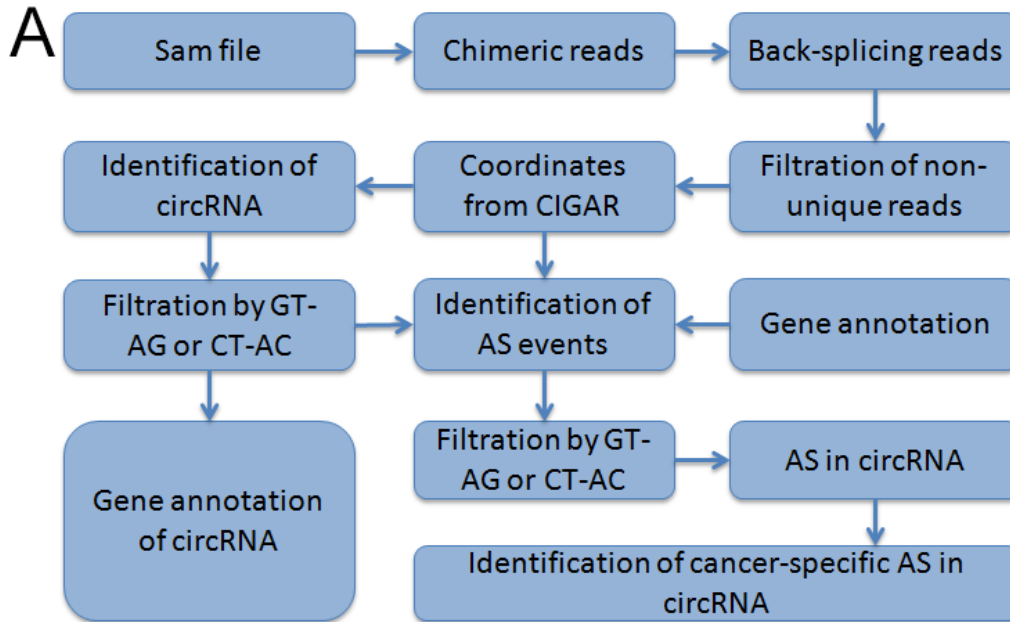 A
Sam file
Chimeric reads
Back-splicing reads
Identification of
circRNA
Coordinates
from CIGAR
Filtration of non-
unique reads
Filtration by GT-
AG or CT-AC
Identification of
AS events
Gene annotation
Gene annotation
of circRNA
Filtration by GT-
AG or CT-AC
AS in circRNA
Identification of cancer-specific AS in
circRNA